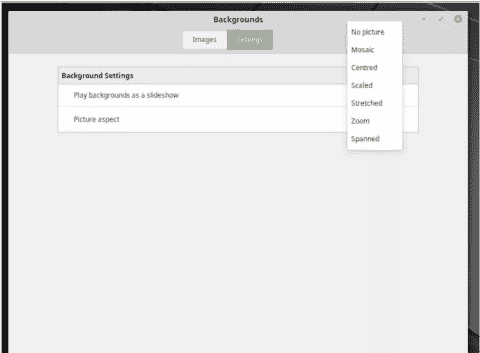 Backgrounds
Images
Settings
No picture
Mosaic
Centred
Scaled
Stretched
Zoom
Spanned
Background Settings
Play backgrounds as a slideshow
Picture aspect